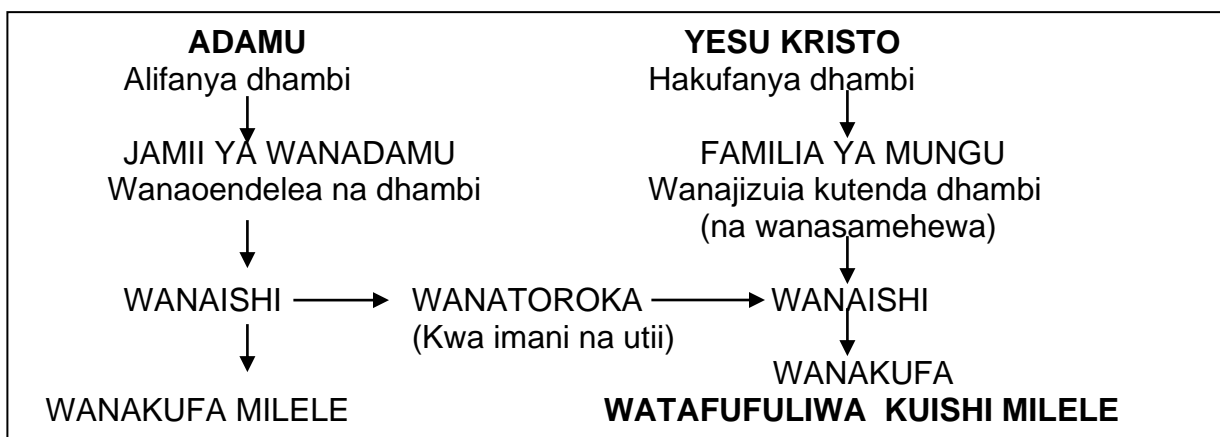 ADAMU YESU KRISTO
Alifanya dhambi Hakufanya dhambi
JAMII YA WANADAMU FAMILIA YA MUNGU
Wanaoendelea na dhambi Wanajizuia kutenda dhambi
(na wanasamehewa)
WANAISHI WANATOROKA WANAISHI
(Kwa imani na utii)
WANAKUFA
WANAKUFA MILELE WATAFUFULIWA KUISHI MILELE